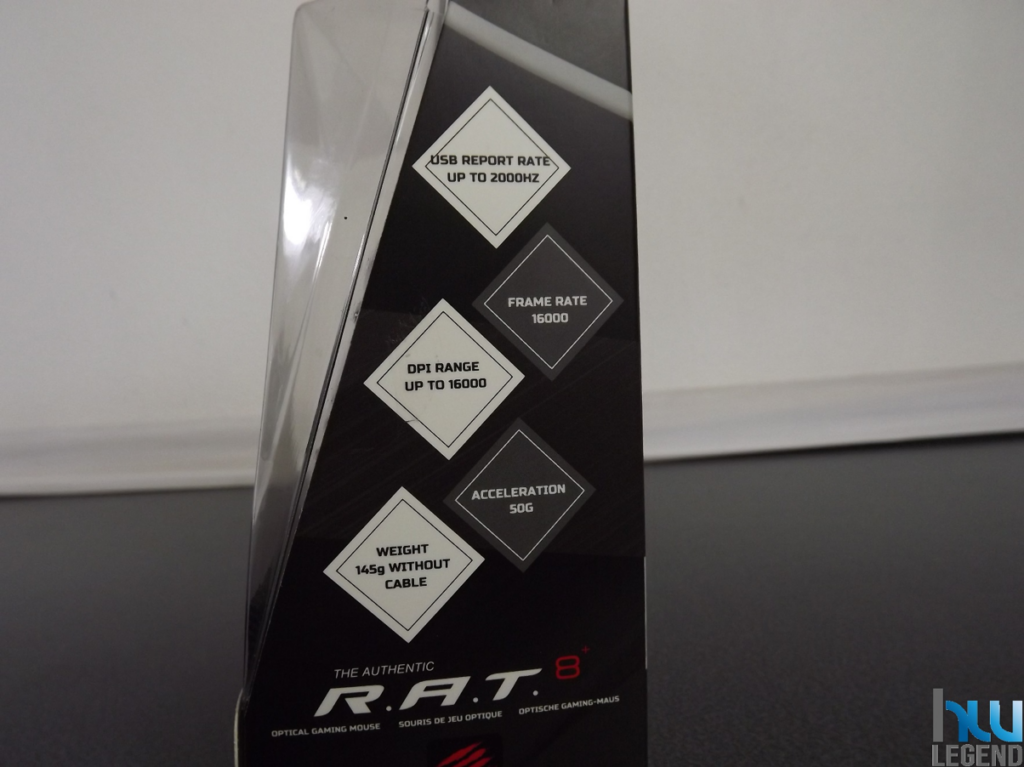 USB REPORT RATE
UP TO 2000HZ
FRAME RATE
16000
DPI RANGE
UP TO 16000
ACCELERATION
50G
WEIGHT
145g WITHOUT
CABLE
THE AUTHENTIC
R.A.T. 8+
OPTICAL GAMING MOUSE SOURIS DE JEU OPTIQUE OPTISCHE GAMING-MAUS
hw
LEGEND